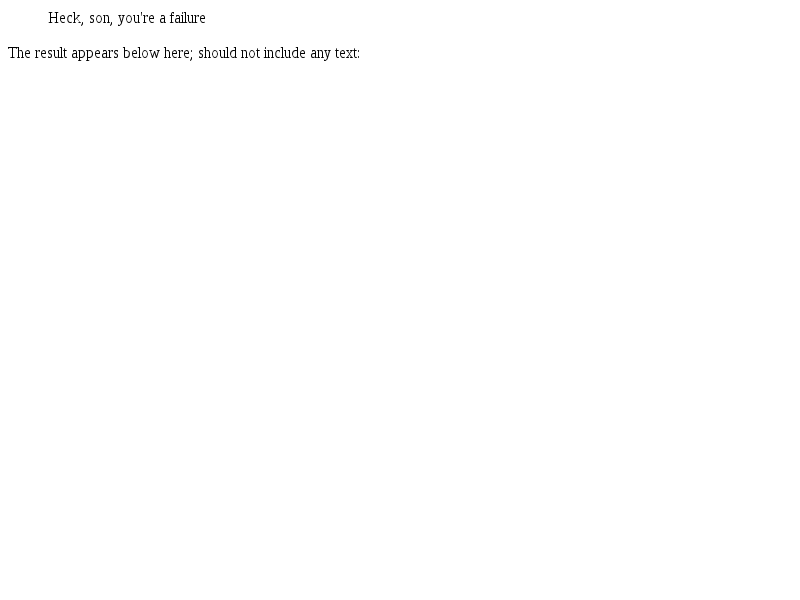 Heck, son, you're a failure
The result appears below here; should not include any text: